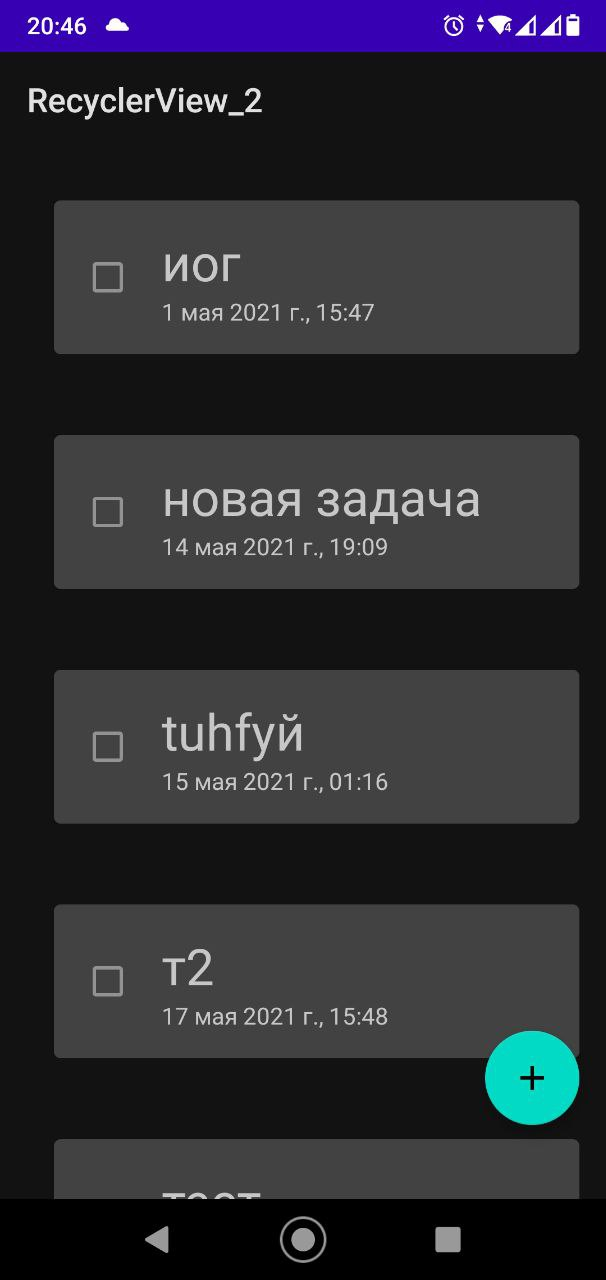 20:46
RecyclerView_2
иог
1 мая 2021 г., 15:47
новая задача
14 мая 2021 г., 19:09
tuhfyй
15 мая 2021 г., 01:16
т2
17 мая 2021 г., 15:48